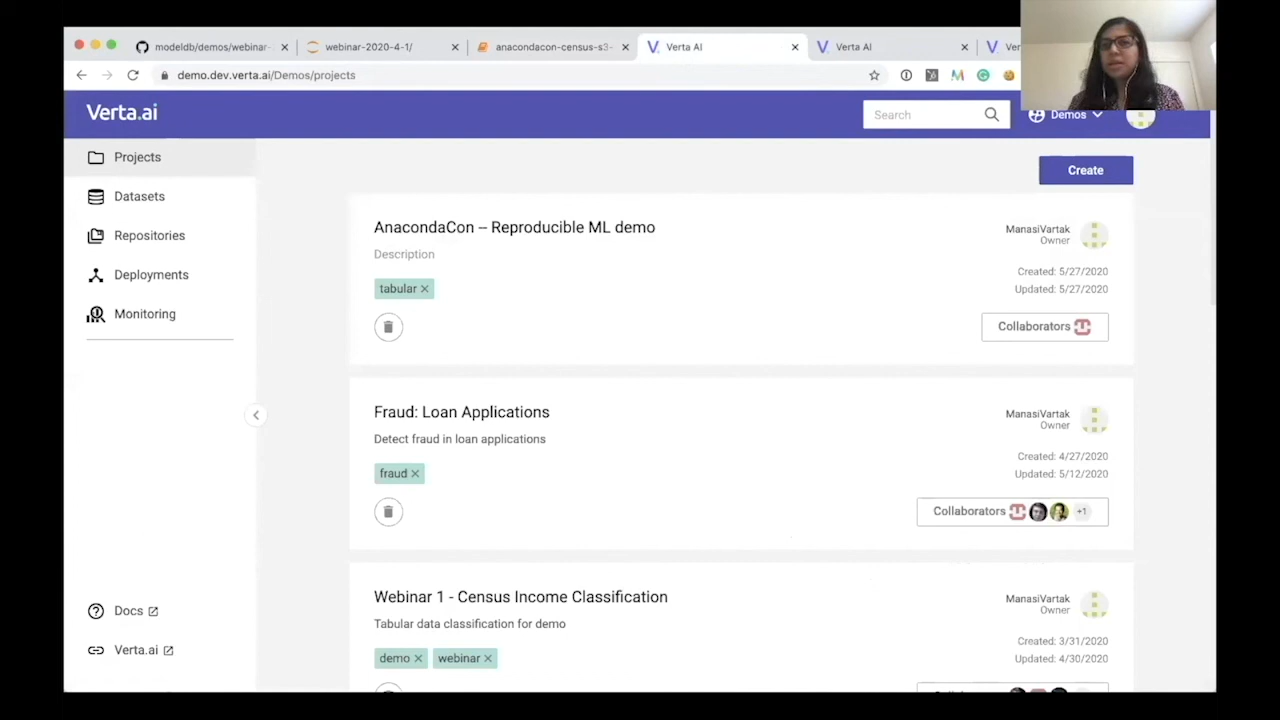 modeldb/demos/webinar-
webinar-2020-4-1/
anacondacon-census-s3-
Verta AI
Verta AI
Ver
demo.dev.verta.ai/Demos/projects
Verta.ai
Search
Demos
Projects
Datasets
Repositories
Deployments
Monitoring
Docs
Verta.ai
Create
AnacondaCon – Reproducible ML demo
Description
tabular
ManasiVartak
Owner
Created: 5/27/2020
Updated: 5/27/2020
Collaborators
Fraud: Loan Applications
Detect fraud in loan applications
fraud
ManasiVartak
Owner
Created: 4/27/2020
Updated: 5/12/2020
Collaborators +1
Webinar 1 - Census Income Classification
Tabular data classification for demo
demo webinar
ManasiVartak
Owner
Created: 3/31/2020
Updated: 4/30/2020